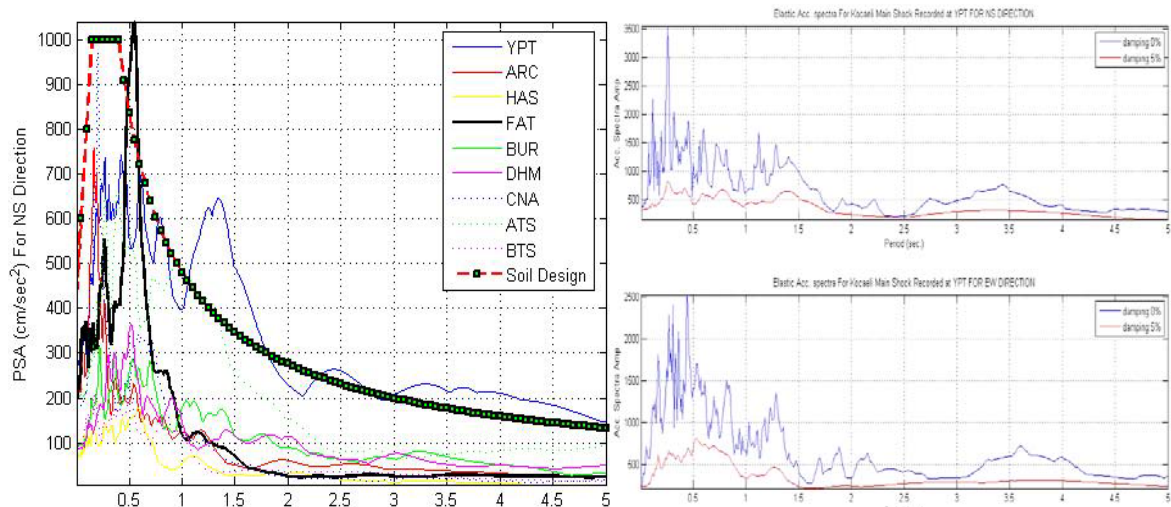 PSA (cm/sec²) For NS Direction
1000
900
800
700
600
500
400
300
200
100
0.5
1
1.5
2
2.5
3
3.5
4
4.5
5
YPT
ARC
HAS
FAT
BUR
DHM
CNA
ATS
BTS
Soil Design
Elastic Acc. spectra For Kocaeli Main Shock Recorded at YPT FOR NS DIRECTION
Acc. Spectra Amp
3500
3000
2500
2000
1500
1000
500
0.5
1
1.5
2
2.5
3
3.5
4
4.5
5
Period (sec.)
damping 0%
damping 5%
Elastic Acc. spectra For Kocaeli Main Shock Recorded at YPT FOR EW DIRECTION
Acc. Spectra Amp
2500
2000
1500
1000
500
0.5
1
1.5
2
2.5
3
3.5
4
4.5
5
damping 0%
damping 5%